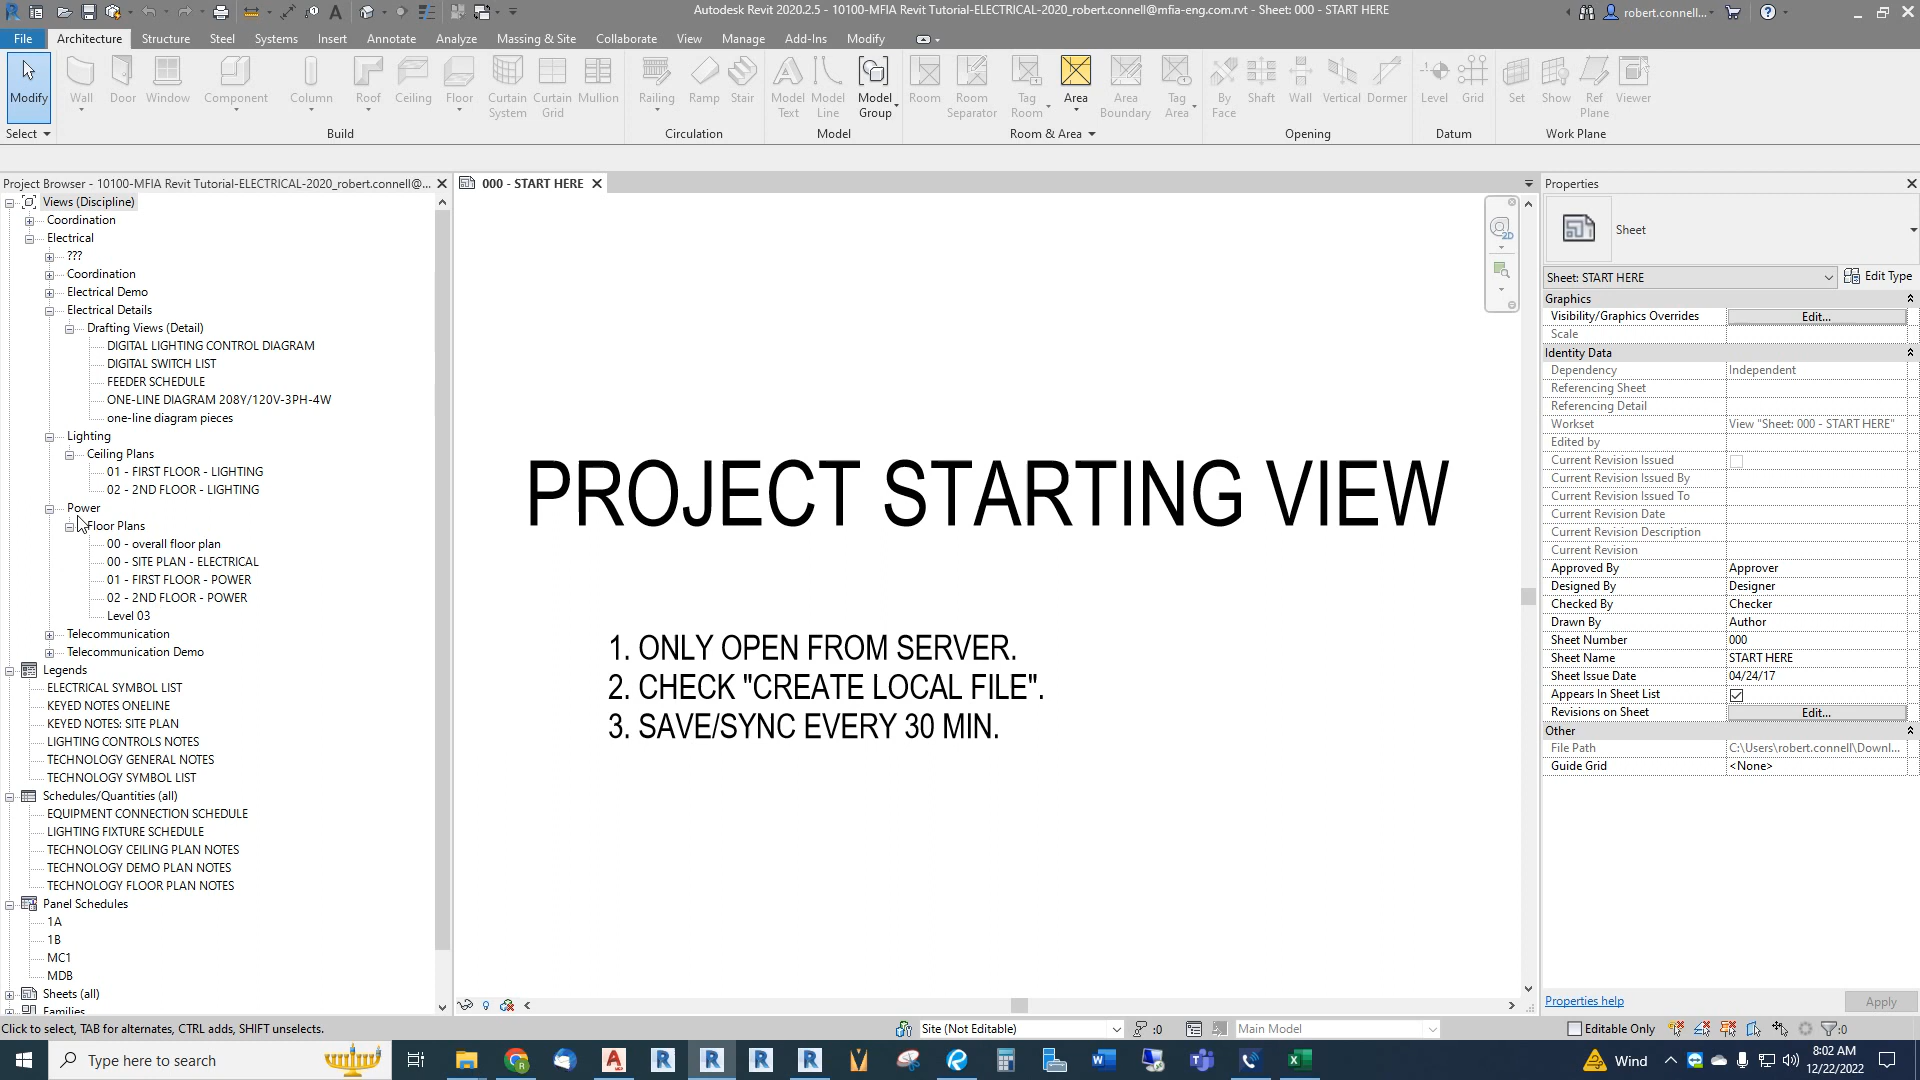 Autodesk Revit 2020.2.5 - 10100-MFIA Revit Tutorial-ELECTRICAL-2020_robert.connell@mfia-eng.com.rvt - Sheet: 000 - START HERE
robert.connell...
File Architecture Structure Steel Systems Insert Annotate Analyze Massing & Site Collaborate View Manage Add-Ins Modify
Modify Wall Door Window Component Column Roof Ceiling Floor Curtain System Curtain Grid Mullion Railing Ramp Stair Model Text Model Line Model Group Room Room Separator Tag Room Area Area Boundary Tag Area By Face Shaft Wall Vertical Dormer Level Grid Set Show Ref Plane Viewer
Select Build Circulation Model Room & Area Opening Datum Work Plane
Project Browser - 10100-MFIA Revit Tutorial-ELECTRICAL-2020_robert.connell@...
Views (Discipline)
Coordination
Electrical
???
Coordination
Electrical Demo
Electrical Details
Drafting Views (Detail)
DIGITAL LIGHTING CONTROL DIAGRAM
DIGITAL SWITCH LIST
FEEDER SCHEDULE
ONE-LINE DIAGRAM 208Y/120V-3PH-4W
one-line diagram pieces
Lighting
Ceiling Plans
01 - FIRST FLOOR - LIGHTING
02 - 2ND FLOOR - LIGHTING
Power
Floor Plans
00 - overall floor plan
00 - SITE PLAN - ELECTRICAL
01 - FIRST FLOOR - POWER
02 - 2ND FLOOR - POWER
Level 03
Telecommunication
Telecommunication Demo
Legends
ELECTRICAL SYMBOL LIST
KEYED NOTES ONELINE
KEYED NOTES: SITE PLAN
LIGHTING CONTROLS NOTES
TECHNOLOGY GENERAL NOTES
TECHNOLOGY SYMBOL LIST
Schedules/Quantities (all)
EQUIPMENT CONNECTION SCHEDULE
LIGHTING FIXTURE SCHEDULE
TECHNOLOGY CEILING PLAN NOTES
TECHNOLOGY DEMO PLAN NOTES
TECHNOLOGY FLOOR PLAN NOTES
Panel Schedules
1A
1B
MC1
MDB
Sheets (all)
Families
000 - START HERE
2D
PROJECT STARTING VIEW
1. ONLY OPEN FROM SERVER.
2. CHECK "CREATE LOCAL FILE".
3. SAVE/SYNC EVERY 30 MIN.
Properties
Sheet
Sheet: START HERE Edit Type
Graphics
Visibility/Graphics Overrides Edit...
Scale
Identity Data
Dependency Independent
Referencing Sheet
Referencing Detail
Workset View "Sheet: 000 - START HERE"
Edited by
Current Revision Issued
Current Revision Issued By
Current Revision Issued To
Current Revision Date
Current Revision Description
Current Revision
Approved By Approver
Designed By Designer
Checked By Checker
Drawn By Author
Sheet Number 000
Sheet Name START HERE
Sheet Issue Date 04/24/17
Appears In Sheet List
Revisions on Sheet Edit...
Other
File Path C:\Users\robert.connell\Downl...
Guide Grid <None>
Properties help Apply
Click to select, TAB for alternates, CTRL adds, SHIFT unselects. Site (Not Editable) :0 Main Model Editable Only :0
Type here to search Wind 8:02 AM
12/22/2022